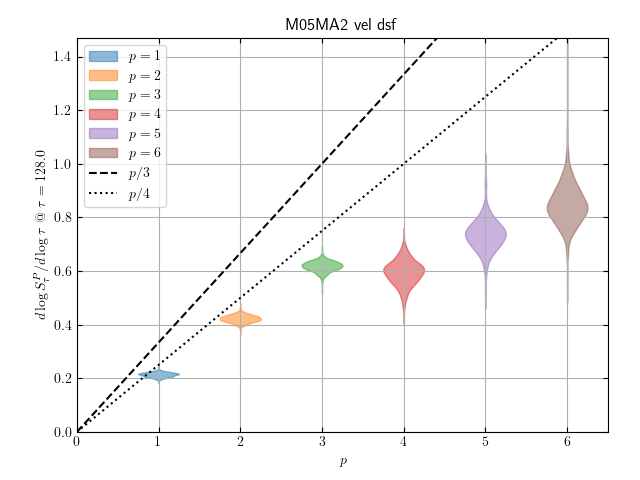 M05MA2 vel dsf
p = 1
p = 2
p = 3
p = 4
p = 5
p = 6
p/3
p/4
d log S_τ^P / d log τ @ τ = 128.0
1.4
1.2
1.0
0.8
0.6
0.4
0.2
0.0
0 1 2 3 4 5 6
p